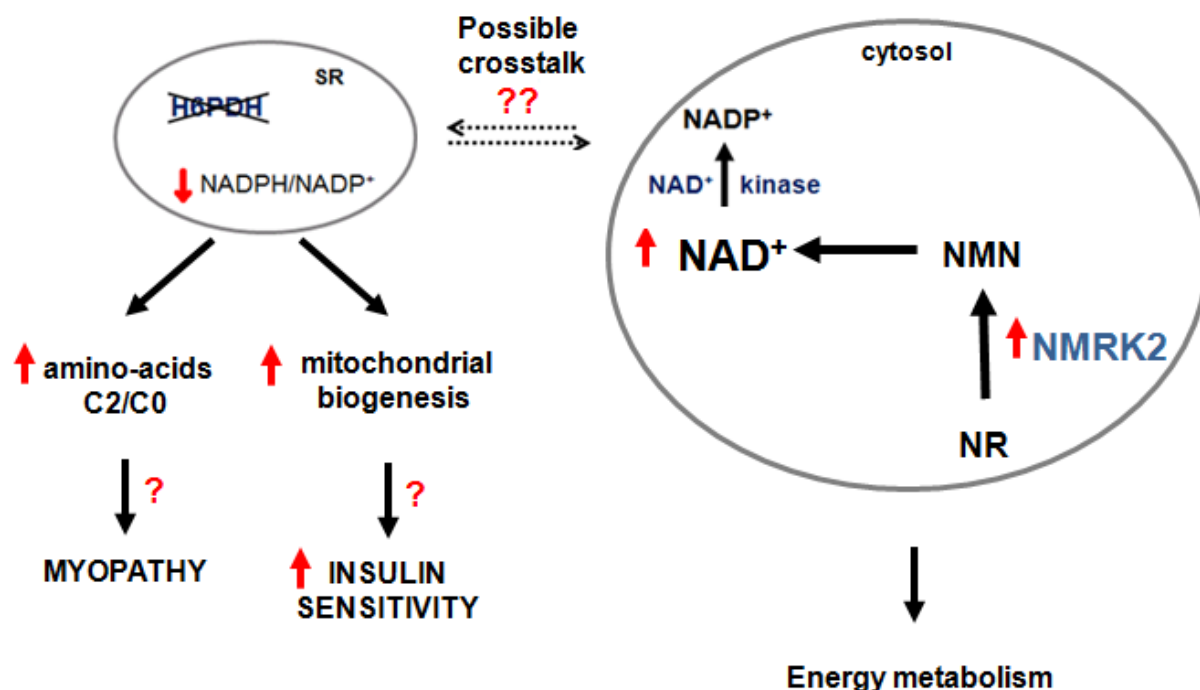 Possible
crosstalk
??
SR
H6PDH
NADPH/NADP⁺
amino-acids
C2/C0
mitochondrial
biogenesis
?
?
MYOPATHY
INSULIN
SENSITIVITY
cytosol
NADP⁺
NAD⁺ kinase
NAD⁺
NMN
NMRK2
NR
Energy metabolism